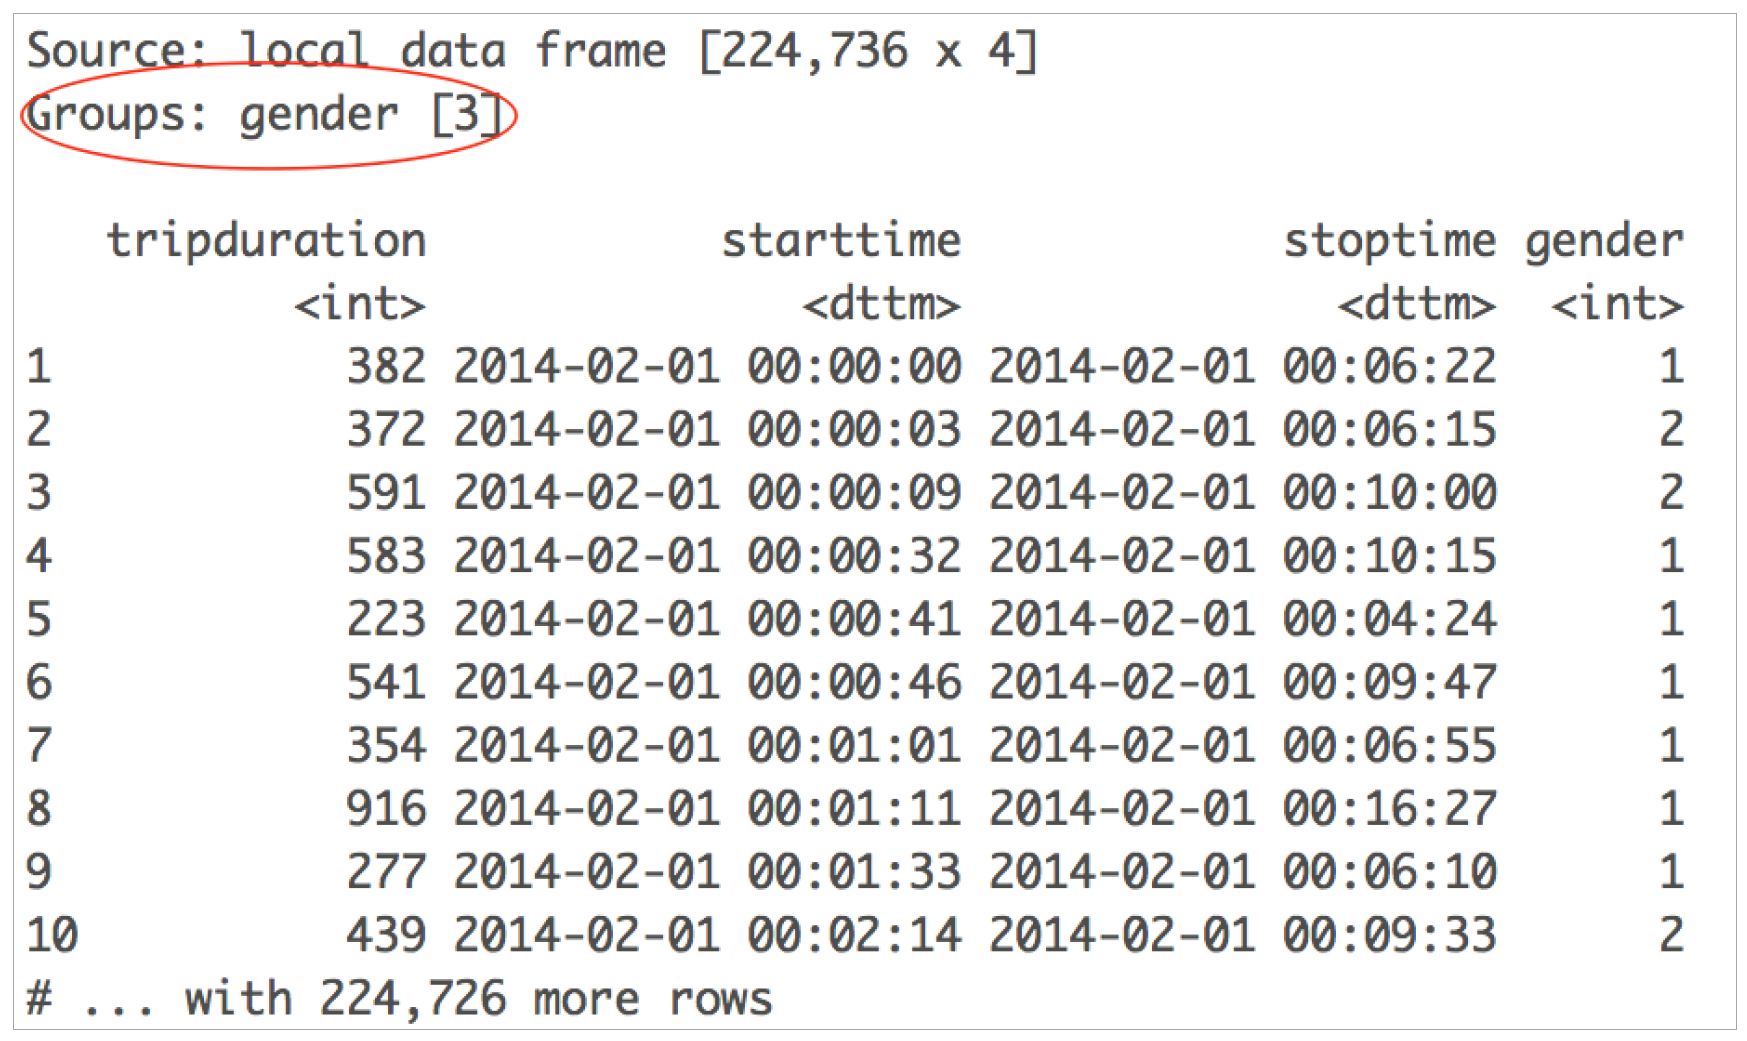 Source: local data frame [224,736 x 4]
Groups: gender [3]
tripduration starttime stoptime gender
<int> <dttm> <dttm> <int>
1 382 2014-02-01 00:00:00 2014-02-01 00:06:22 1
2 372 2014-02-01 00:00:03 2014-02-01 00:06:15 2
3 591 2014-02-01 00:00:09 2014-02-01 00:10:00 2
4 583 2014-02-01 00:00:32 2014-02-01 00:10:15 1
5 223 2014-02-01 00:00:41 2014-02-01 00:04:24 1
6 541 2014-02-01 00:00:46 2014-02-01 00:09:47 1
7 354 2014-02-01 00:01:01 2014-02-01 00:06:55 1
8 916 2014-02-01 00:01:11 2014-02-01 00:16:27 1
9 277 2014-02-01 00:01:33 2014-02-01 00:06:10 1
10 439 2014-02-01 00:02:14 2014-02-01 00:09:33 2
# ... with 224,726 more rows